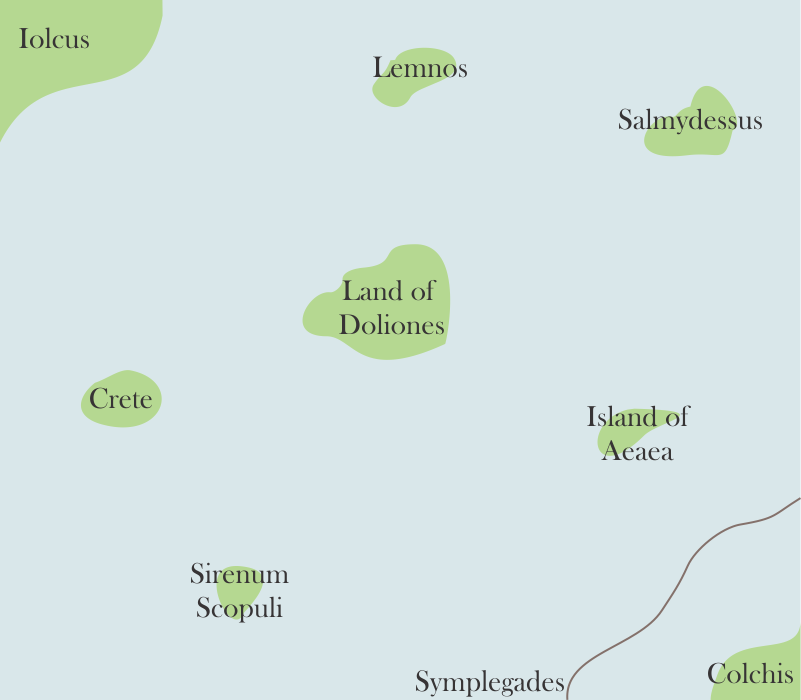 Iolcus
Lemnos
Salmydessus
Land of
Doliones
Crete
Island of
Aeaea
Sirenum
Scopuli
Symplegades
Colchis